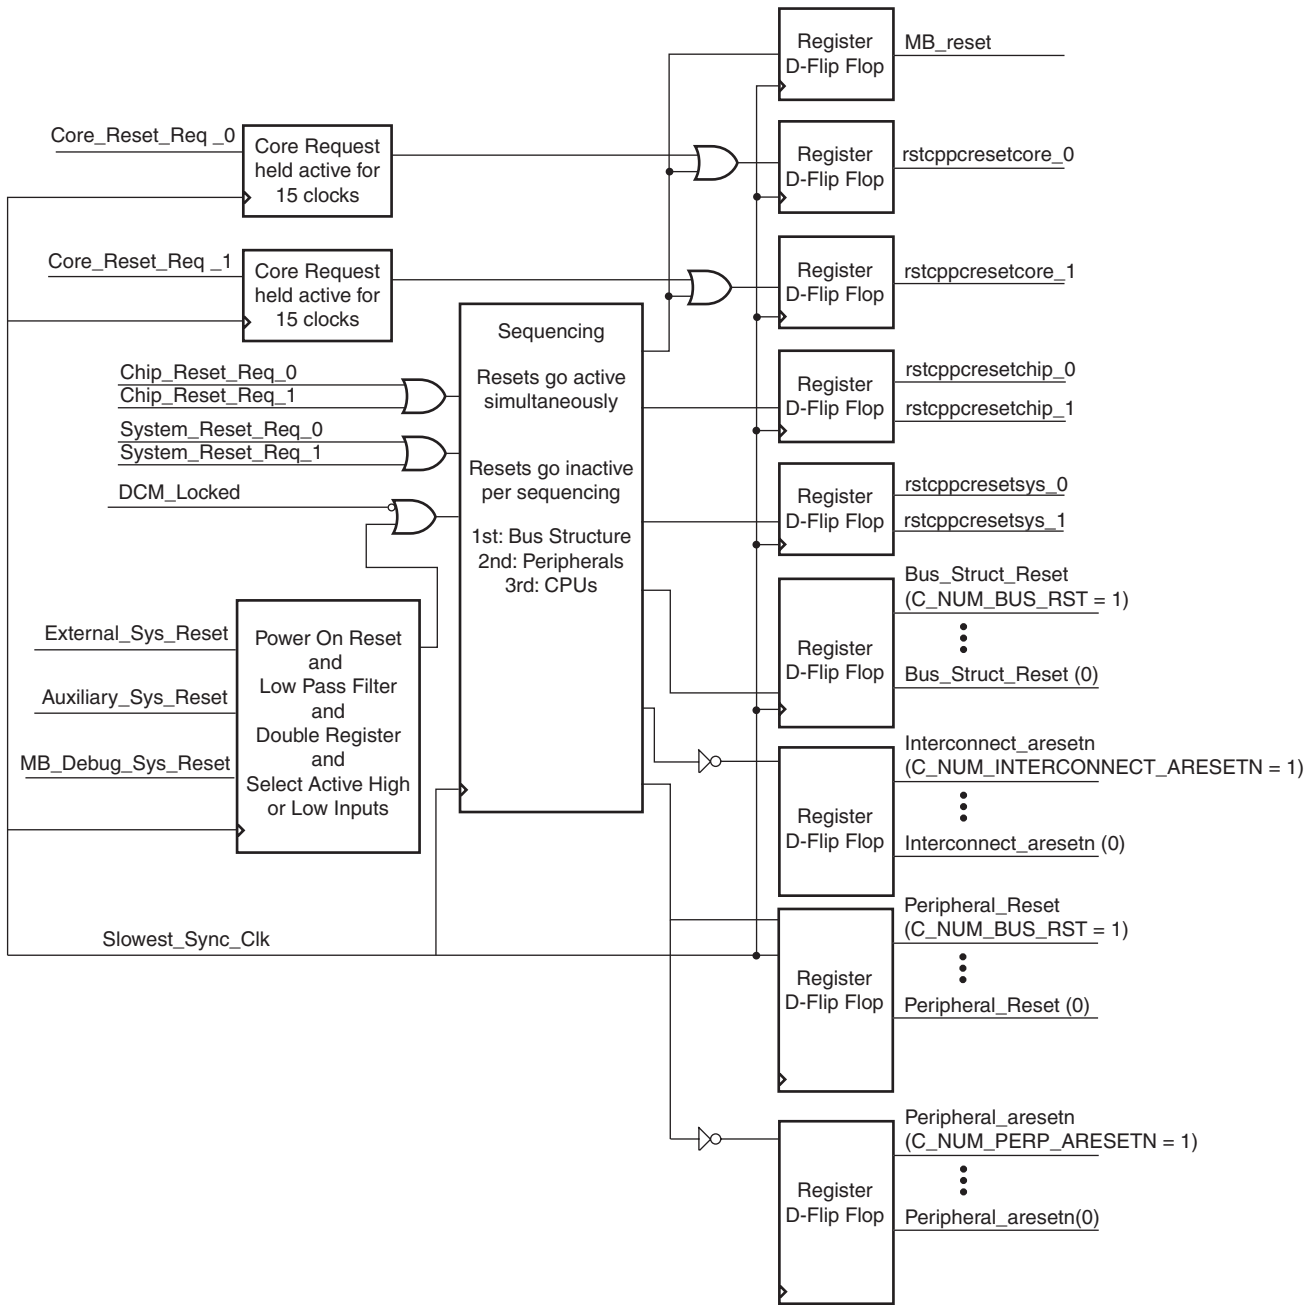 Register
D-Flip Flop
MB_reset
Core_Reset_Req _0
Core Request
held active for
15 clocks
Register
D-Flip Flop
rstcppcresetcore_0
Core_Reset_Req _1
Core Request
held active for
15 clocks
Register
D-Flip Flop
rstcppcresetcore_1
Sequencing
Resets go active
simultaneously
Resets go inactive
per sequencing
1st: Bus Structure
2nd: Peripherals
3rd: CPUs
Chip_Reset_Req_0
Chip_Reset_Req_1
System_Reset_Req_0
System_Reset_Req_1
DCM_Locked
Register
D-Flip Flop
rstcppcresetchip_0
rstcppcresetchip_1
Register
D-Flip Flop
rstcppcresetsys_0
rstcppcresetsys_1
External_Sys_Reset
Auxiliary_Sys_Reset
MB_Debug_Sys_Reset
Power On Reset
and
Low Pass Filter
and
Double Register
and
Select Active High
or Low Inputs
Register
D-Flip Flop
Bus_Struct_Reset
(C_NUM_BUS_RST = 1)
Bus_Struct_Reset (0)
Register
D-Flip Flop
Interconnect_aresetn
(C_NUM_INTERCONNECT_ARESETN = 1)
Interconnect_aresetn (0)
Slowest_Sync_Clk
Register
D-Flip Flop
Peripheral_Reset
(C_NUM_BUS_RST = 1)
Peripheral_Reset (0)
Register
D-Flip Flop
Peripheral_aresetn
(C_NUM_PERP_ARESETN = 1)
Peripheral_aresetn(0)